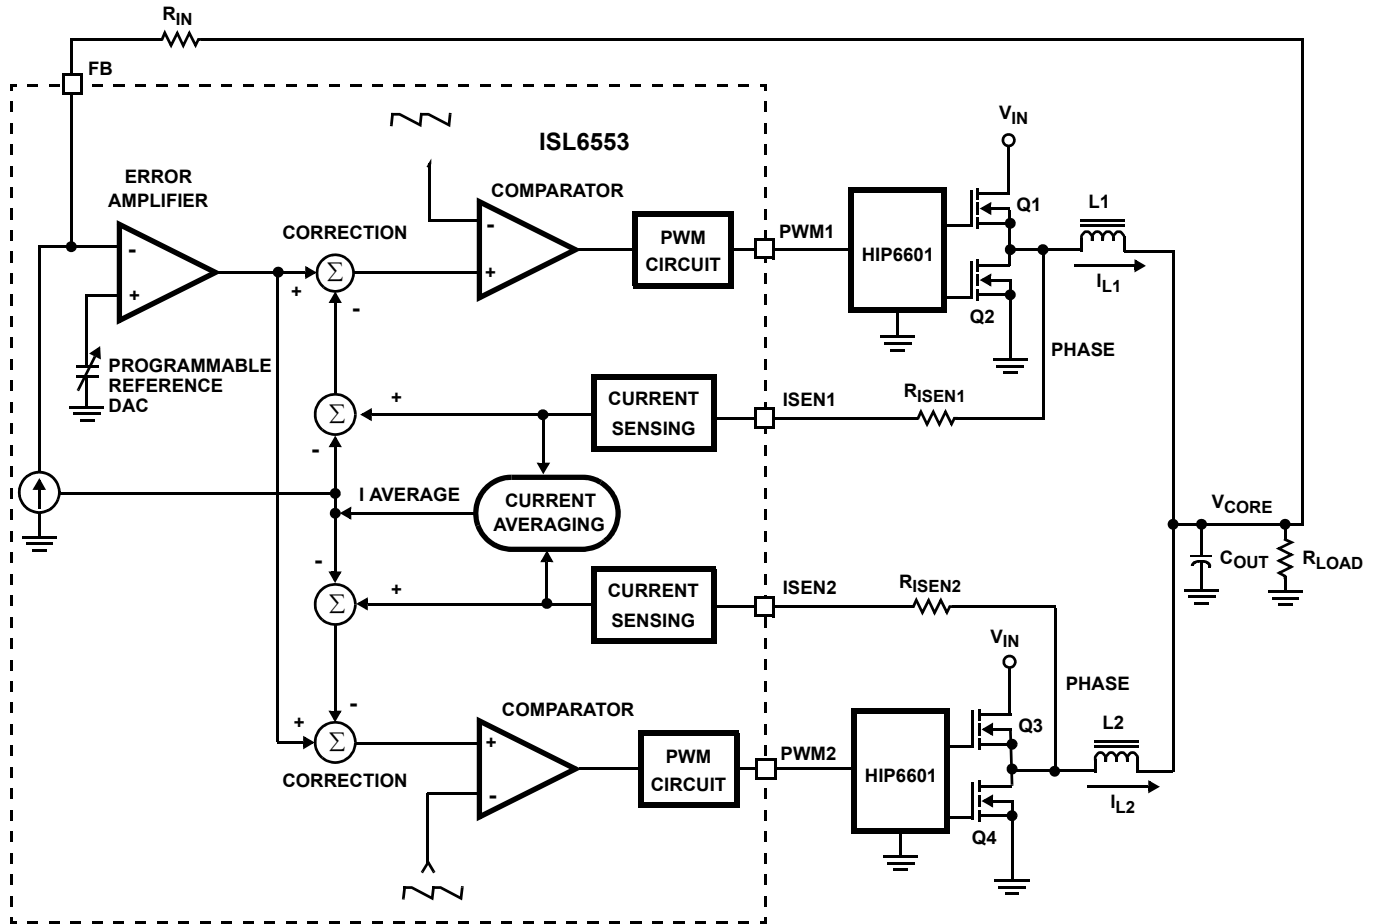 RIN
FB
VIN
ISL6553
ERROR
AMPLIFIER
COMPARATOR
L1
Q1
CORRECTION
-
PWM
CIRCUIT
PWM1
HIP6601
-
+
Σ
+
+
IL1
-
Q2
PHASE
PROGRAMMABLE
REFERENCE
DAC
Σ
+
CURRENT
SENSING
ISEN1
RISEN1
-
I AVERAGE
CURRENT
AVERAGING
VCORE
COUT
RLOAD
-
Σ
+
CURRENT
SENSING
ISEN2
RISEN2
VIN
PHASE
-
COMPARATOR
+
Σ
+
Q3
L2
CORRECTION
PWM
CIRCUIT
PWM2
HIP6601
-
IL2
Q4